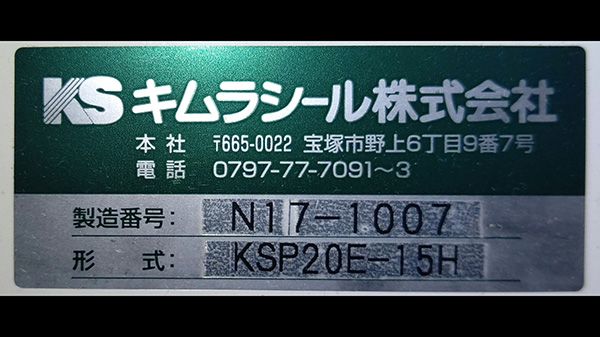 KS キムラシール株式会社
本社 〒665-0022 宝塚市野上6丁目9番7号
電話 0797-77-7091〜3
製造番号: N17-1007
形式: KSP20E-15H